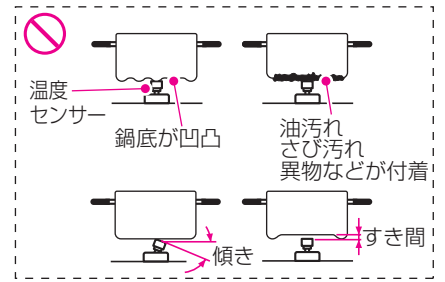 温度
センサー
鍋底が凹凸
油汚れ
さび汚れ
異物などが付着
傾き
すき間